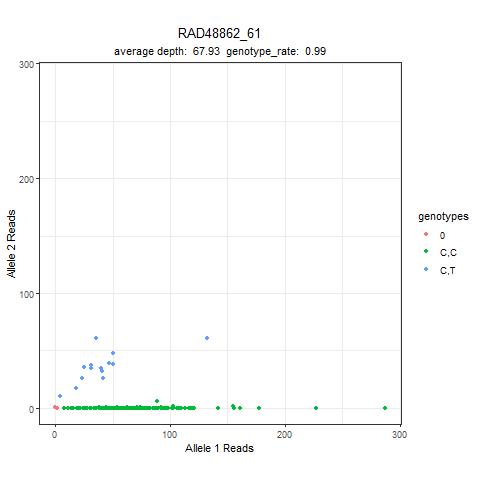 RAD48862_61
average depth: 67.93 genotype_rate: 0.99
300
200
100
0
Allele 2 Reads
0 100 200 300
Allele 1 Reads
genotypes
0
C,C
C,T